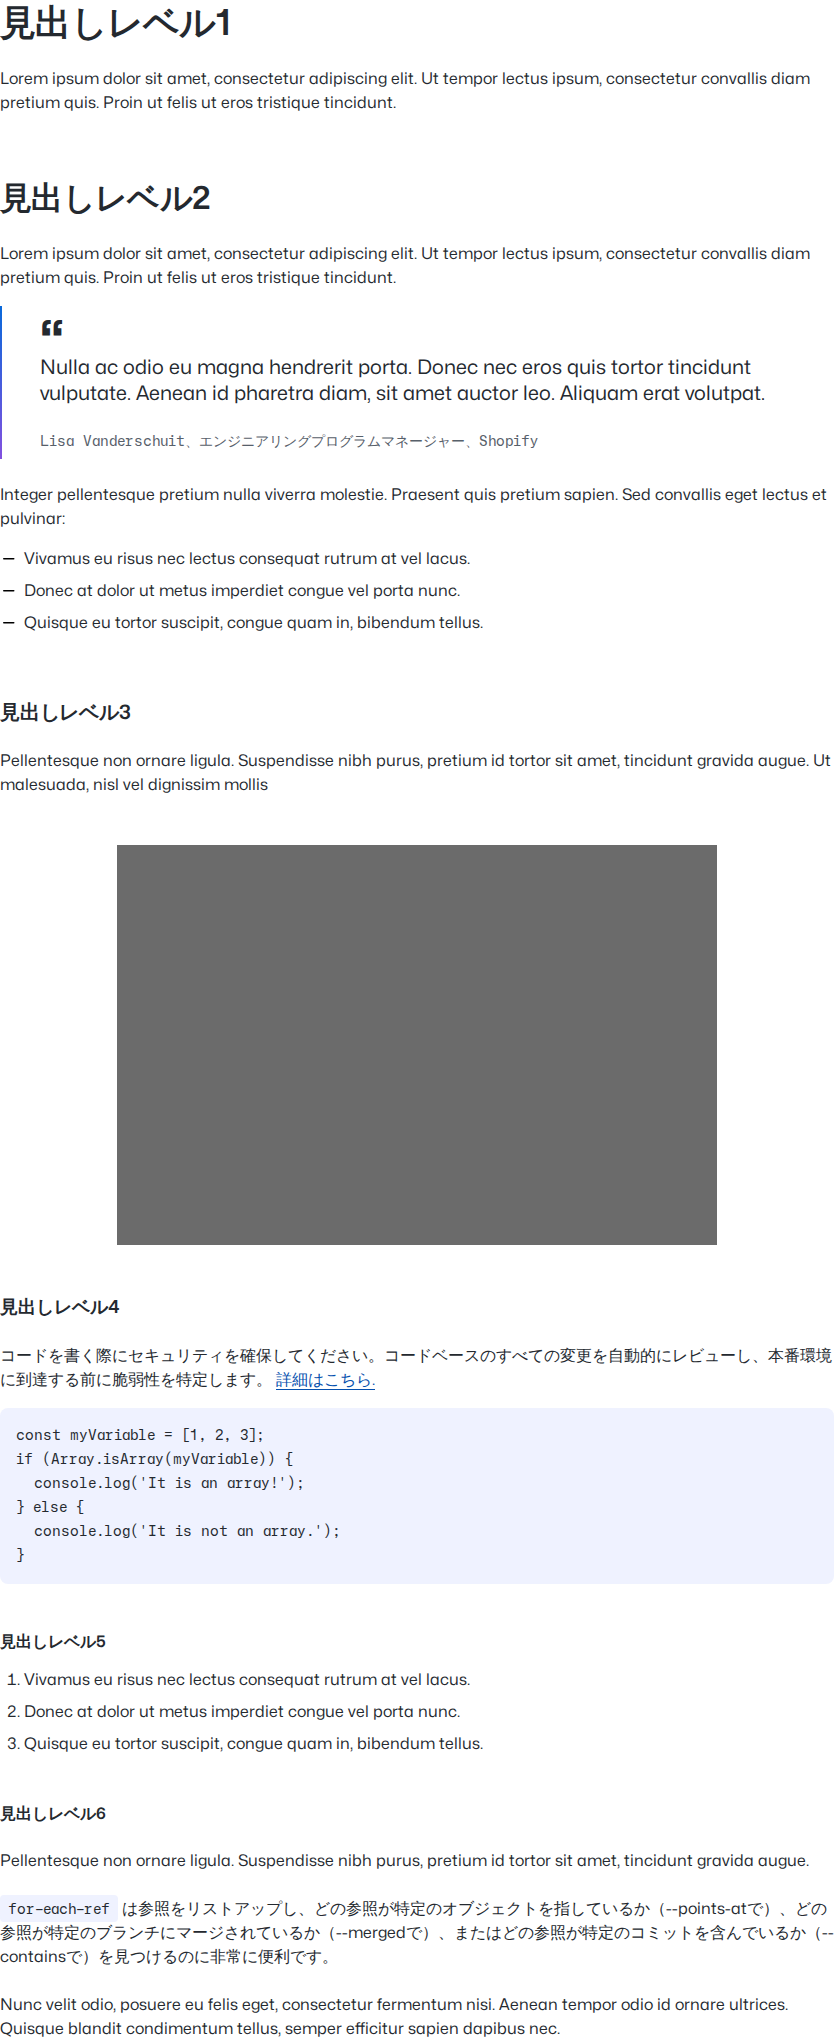 見出しレベル1
Lorem ipsum dolor sit amet, consectetur adipiscing elit. Ut tempor lectus ipsum, consectetur convallis diam
pretium quis. Proin ut felis ut eros tristique tincidunt.
見出しレベル2
Lorem ipsum dolor sit amet, consectetur adipiscing elit. Ut tempor lectus ipsum, consectetur convallis diam
pretium quis. Proin ut felis ut eros tristique tincidunt.
“
Nulla ac odio eu magna hendrerit porta. Donec nec eros quis tortor tincidunt
vulputate. Aenean id pharetra diam, sit amet auctor leo. Aliquam erat volutpat.
Lisa Vanderschuit、エンジニアリングプログラムマネージャー、Shopify
Integer pellentesque pretium nulla viverra molestie. Praesent quis pretium sapien. Sed convallis eget lectus et
pulvinar:
— Vivamus eu risus nec lectus consequat rutrum at vel lacus.
— Donec at dolor ut metus imperdiet congue vel porta nunc.
— Quisque eu tortor suscipit, congue quam in, bibendum tellus.
見出しレベル3
Pellentesque non ornare ligula. Suspendisse nibh purus, pretium id tortor sit amet, tincidunt gravida augue. Ut
malesuada, nisl vel dignissim mollis
見出しレベル4
コードを書く際にセキュリティを確保してください。コードベースのすべての変更を自動的にレビューし、本番環境
に到達する前に脆弱性を特定します。 詳細はこちら.
const myVariable = [1, 2, 3];
if (Array.isArray(myVariable)) {
  console.log('It is an array!');
} else {
  console.log('It is not an array.');
}
見出しレベル5
1. Vivamus eu risus nec lectus consequat rutrum at vel lacus.
2. Donec at dolor ut metus imperdiet congue vel porta nunc.
3. Quisque eu tortor suscipit, congue quam in, bibendum tellus.
見出しレベル6
Pellentesque non ornare ligula. Suspendisse nibh purus, pretium id tortor sit amet, tincidunt gravida augue.
for-each-ref は参照をリストアップし、どの参照が特定のオブジェクトを指しているか（--points-atで）、どの
参照が特定のブランチにマージされているか（--mergedで）、またはどの参照が特定のコミットを含んでいるか（--
containsで）を見つけるのに非常に便利です。
Nunc velit odio, posuere eu felis eget, consectetur fermentum nisi. Aenean tempor odio id ornare ultrices.
Quisque blandit condimentum tellus, semper efficitur sapien dapibus nec.